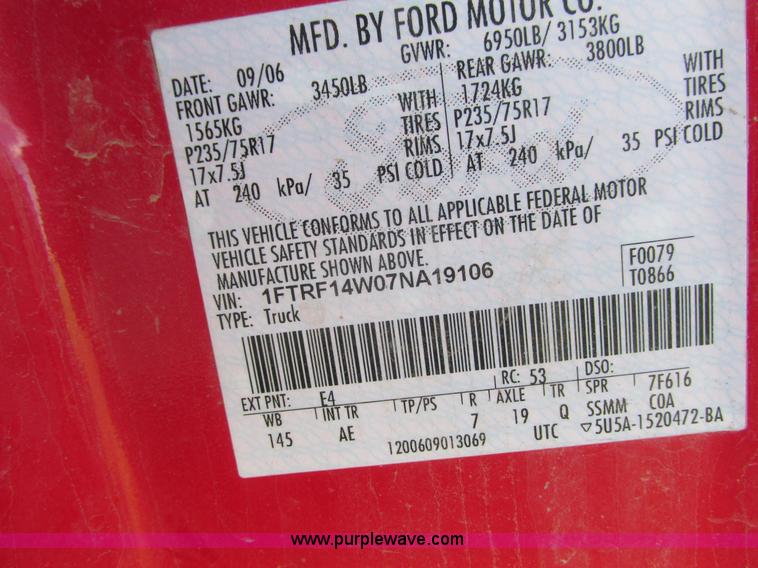 MFD. BY FORD MOTOR CO.
DATE: 09/06 GVWR: 6950LB/ 3153KG
FRONT GAWR: 3450LB REAR GAWR: 3800LB
1565KG WITH 1724KG WITH
P235/75R17 TIRES P235/75R17 TIRES
17x7.5J RIMS 17x7.5J RIMS
AT 240 kPa/ 35 PSI COLD AT 240 kPa/ 35 PSI COLD
THIS VEHICLE CONFORMS TO ALL APPLICABLE FEDERAL MOTOR
VEHICLE SAFETY STANDARDS IN EFFECT ON THE DATE OF
MANUFACTURE SHOWN ABOVE.
VIN: 1FTRF14W07NA19106 F0079
TYPE: Truck T0866
EXT PNT: E4 RC: 53 DSO:
WB INT TR TP/PS R AXLE TR SPR 7F616
145 AE 7 19 Q SSMM COA
1200609013069 UTC ▽5U5A-1520472-BA
www.purplewave.com